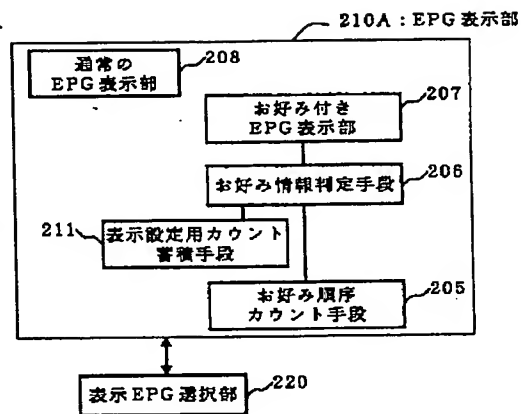 210A：EPG表示部
通常の
EPG表示部
208
207
お好み付き
EPG表示部
206
お好み情報判定手段
211
表示設定用カウント
蓄積手段
205
お好み順序
カウント手段
表示EPG選択部
220